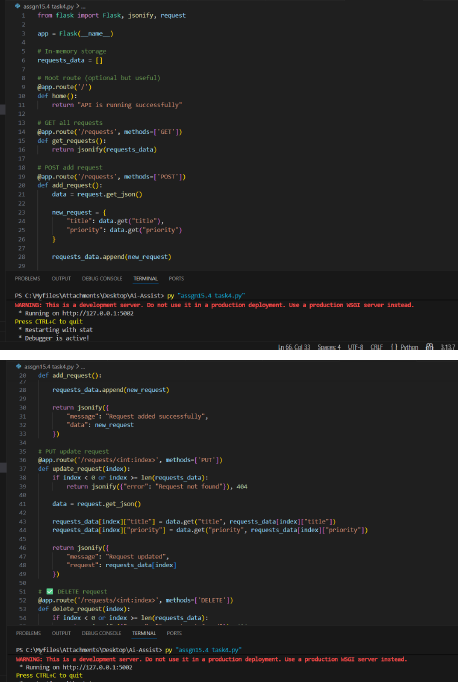 assgn15.4 task4.py > ...
1 from flask import Flask, jsonify, request
2
3 app = Flask(__name__)
4
5 # In-memory storage
6 requests_data = []
7
8 # Root route (optional but useful)
9 @app.route('/')
10 def home():
11     return "API is running successfully"
12
13 # GET all requests
14 @app.route('/requests', methods=['GET'])
15 def get_requests():
16     return jsonify(requests_data)
17
18 # POST add request
19 @app.route('/requests', methods=['POST'])
20 def add_request():
21     data = request.get_json()
22
23     new_request = {
24         "title": data.get("title"),
25         "priority": data.get("priority")
26     }
27
28     requests_data.append(new_request)
29
PROBLEMS OUTPUT DEBUG CONSOLE TERMINAL PORTS
PS C:\Myfiles\Attachments\Desktop\Ai-Assist> py "assgn15.4 task4.py"
WARNING: This is a development server. Do not use it in a production deployment. Use a production WSGI server instead.
* Running on http://127.0.0.1:5002
Press CTRL+C to quit
* Restarting with stat
* Debugger is active!
Ln 66, Col 33 Spaces: 4 UTF-8 CRLF {} Python 3.13.7
assgn15.4 task4.py > ...
20 def add_request():
27
28     requests_data.append(new_request)
29
30     return jsonify({
31         "message": "Request added successfully",
32         "data": new_request
33     })
34
35 # PUT update request
36 @app.route('/requests/<int:index>', methods=['PUT'])
37 def update_request(index):
38     if index < 0 or index >= len(requests_data):
39         return jsonify({"error": "Request not found"}), 404
40
41     data = request.get_json()
42
43     requests_data[index]["title"] = data.get("title", requests_data[index]["title"])
44     requests_data[index]["priority"] = data.get("priority", requests_data[index]["priority"])
45
46     return jsonify({
47         "message": "Request updated",
48         "request": requests_data[index]
49     })
50
51 # ✅ DELETE request
52 @app.route('/requests/<int:index>', methods=['DELETE'])
53 def delete_request(index):
54     if index < 0 or index >= len(requests_data):
PROBLEMS OUTPUT DEBUG CONSOLE TERMINAL PORTS
PS C:\Myfiles\Attachments\Desktop\Ai-Assist> py "assgn15.4 task4.py"
WARNING: This is a development server. Do not use it in a production deployment. Use a production WSGI server instead.
* Running on http://127.0.0.1:5002
Press CTRL+C to quit